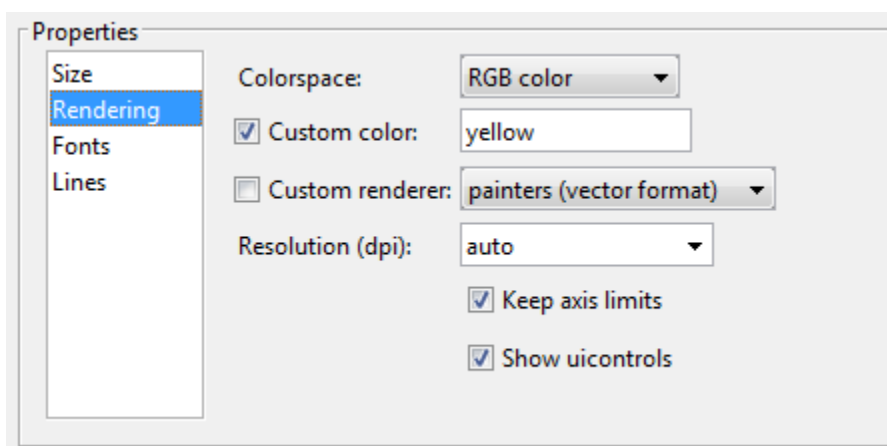 Properties
Size
Rendering
Fonts
Lines
Colorspace: RGB color
Custom color: yellow
Custom renderer: painters (vector format)
Resolution (dpi): auto
Keep axis limits
Show uicontrols